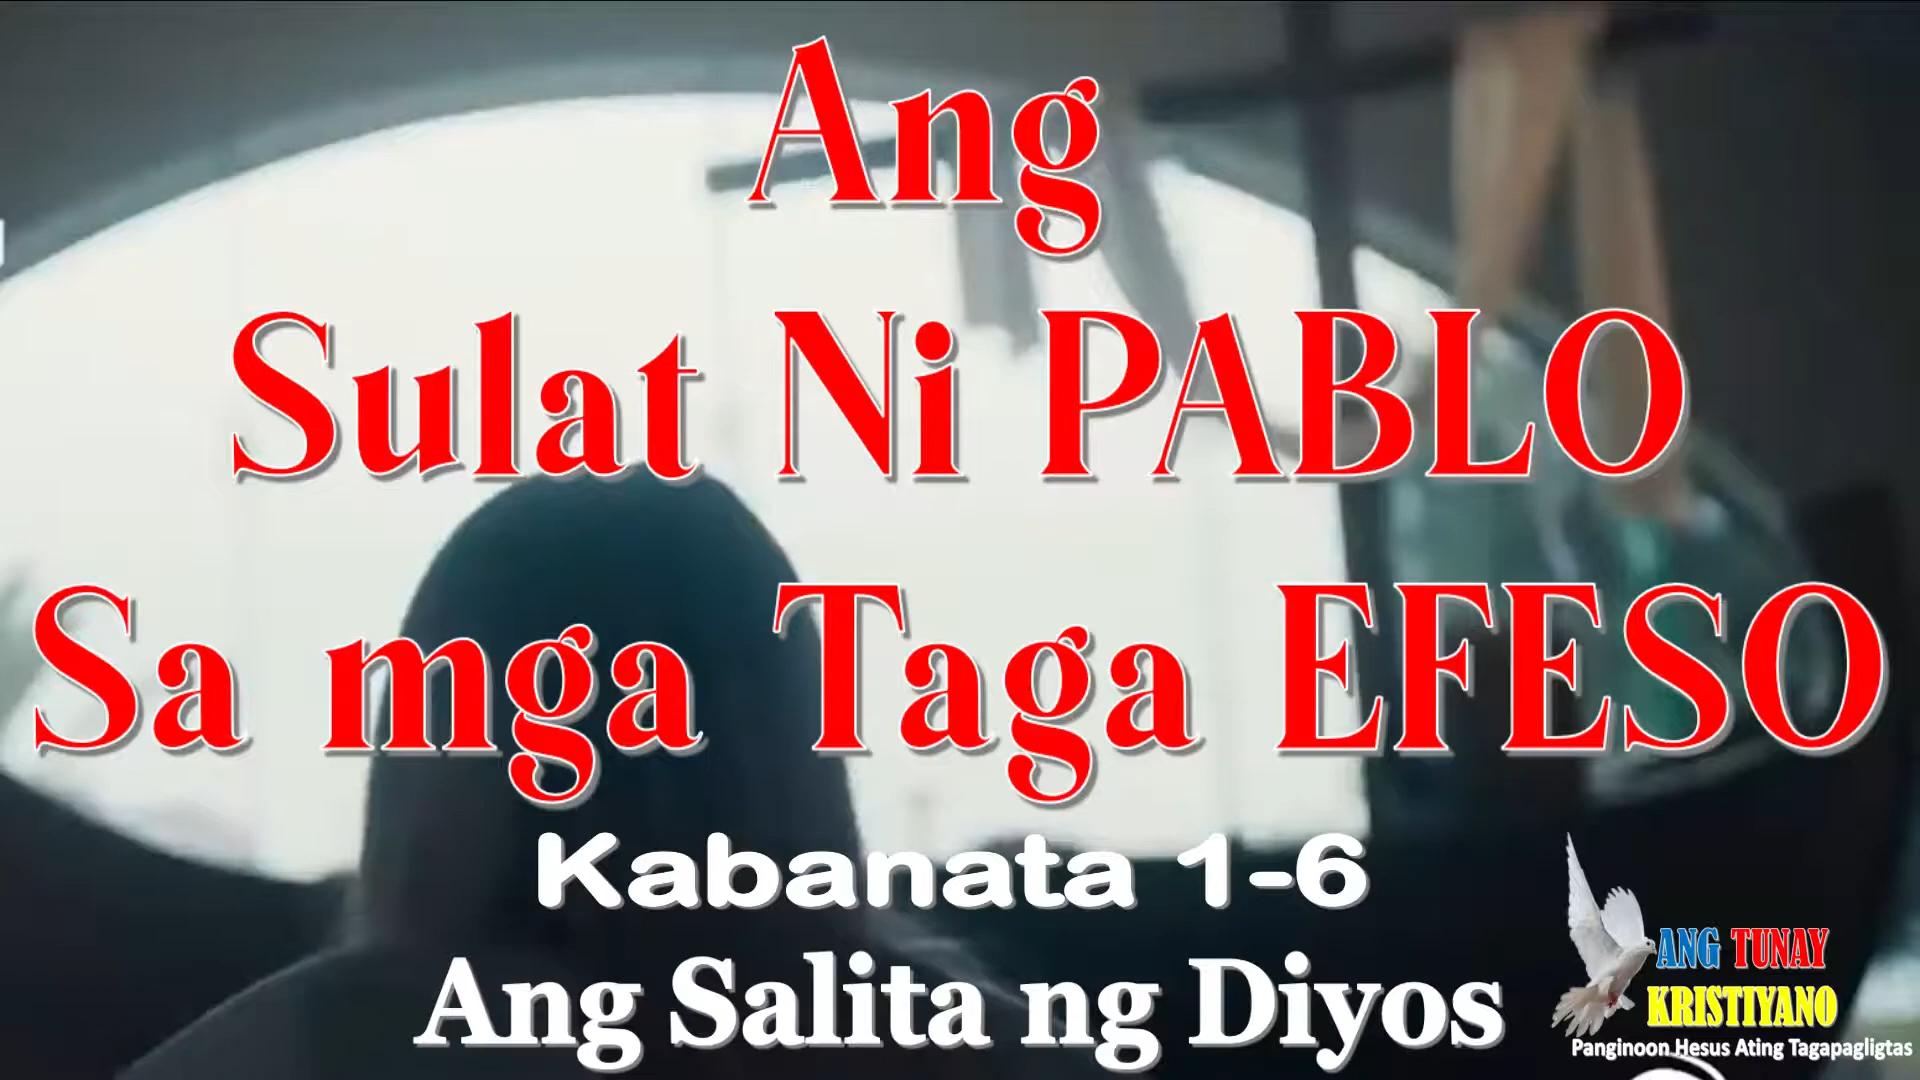 Ang
Sulat Ni PABLO
Sa mga Taga EFESO
Kabanata 1-6
Ang Salita ng Diyos
ANG TUNAY
KRISTIYANO
Panginoon Hesus Ating Tagapagligtas